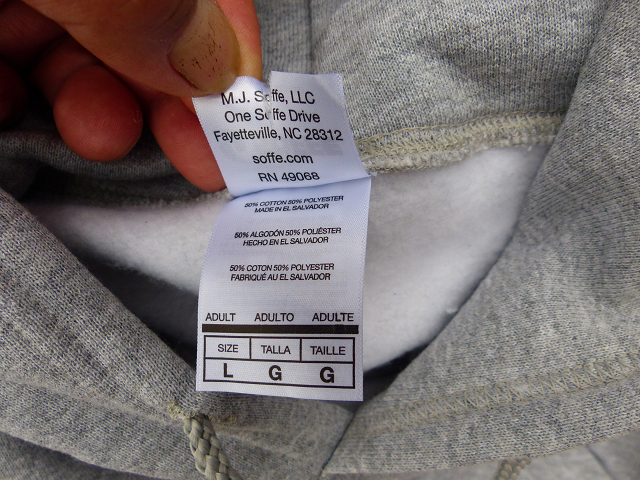 M.J. Soffe, LLC
One Soffe Drive
Fayetteville, NC 28312
soffe.com
RN 49068
50% COTTON 50% POLYESTER
MADE IN EL SALVADOR
50% ALGODÓN 50% POLIÉSTER
HECHO EN EL SALVADOR
50% COTON 50% POLYESTER
FABRIQUÉ AU EL SALVADOR
ADULT ADULTO ADULTE
SIZE TALLA TAILLE
L G G